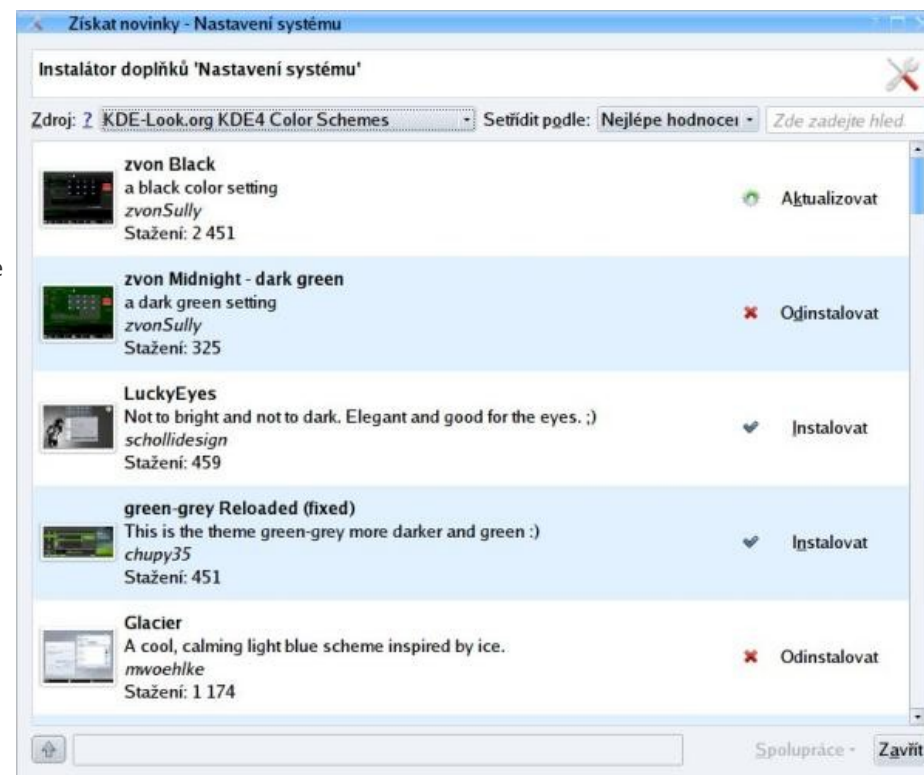 Získat novinky - Nastavení systému
Instalátor doplňků 'Nastavení systému'
Zdroj: ? KDE-Look.org KDE4 Color Schemes Setřídit podle: Nejlépe hodnocer Zde zadejte hled
zvon Black
a black color setting
zvonSully
Stažení: 2 451
Aktualizovat
e
zvon Midnight - dark green
a dark green setting
zvonSully
Stažení: 325
Odinstalovat
LuckyEyes
Not to bright and not to dark. Elegant and good for the eyes. ;)
schollidesign
Stažení: 459
Instalovat
green-grey Reloaded (fixed)
This is the theme green-grey more darker and green :)
chupy35
Stažení: 451
Instalovat
Glacier
A cool, calming light blue scheme inspired by ice.
mwoehlke
Stažení: 1 174
Odinstalovat
Spolupráce Zavřít